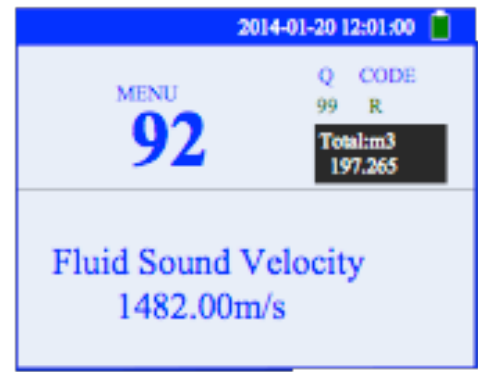 2014-01-20 12:01:00
MENU
92
Q CODE
99 R
Total:m3
197.265
Fluid Sound Velocity
1482.00m/s